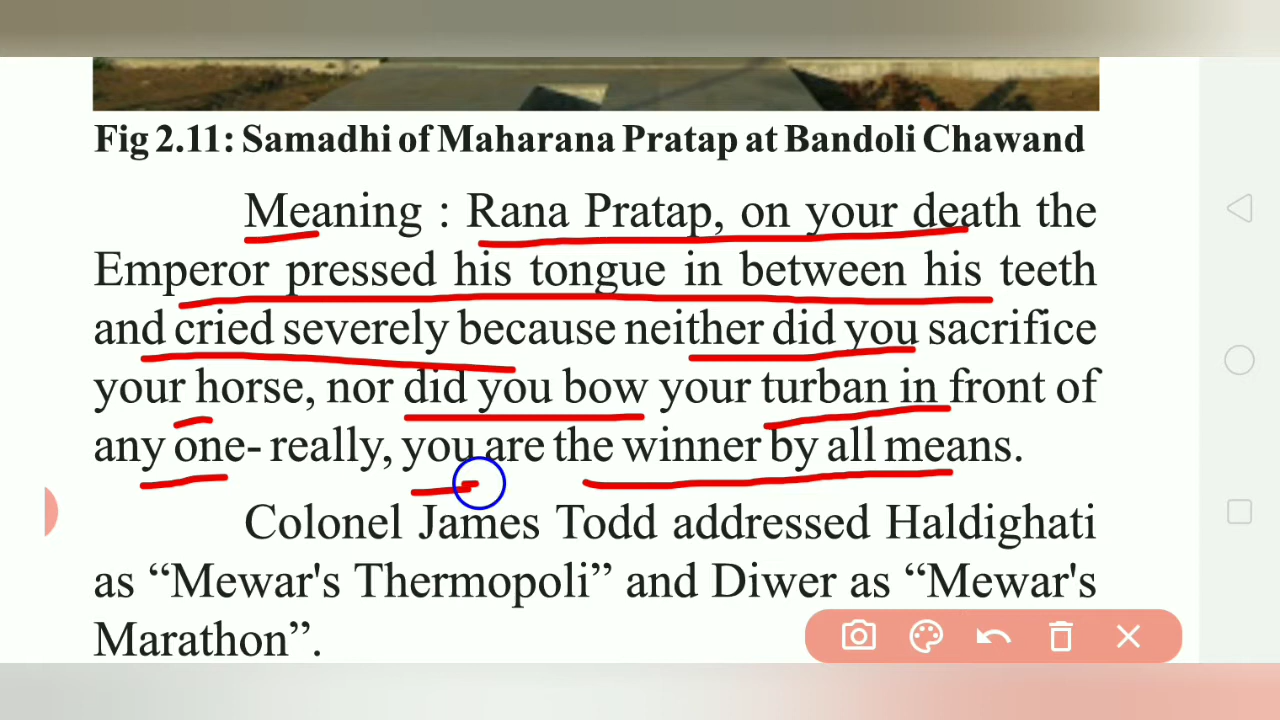 Fig 2.11: Samadhi of Maharana Pratap at Bandoli Chawand
Meaning : Rana Pratap, on your death the
Emperor pressed his tongue in between his teeth
and cried severely because neither did you sacrifice
your horse, nor did you bow your turban in front of
any one- really, you are the winner by all means.
Colonel James Todd addressed Haldighati
as “Mewar's Thermopoli” and Diwer as “Mewar's
Marathon”.